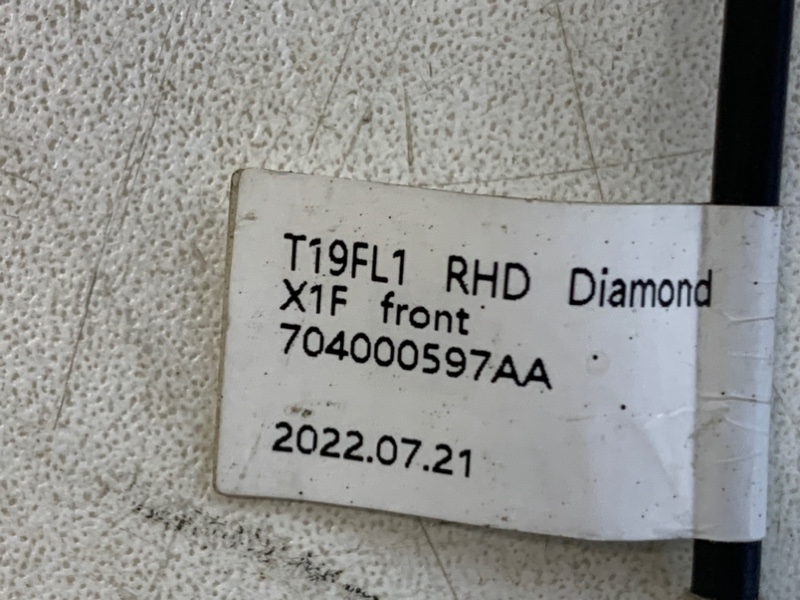 T19FL1 RHD Diamond
X1F front
704000597AA
2022.07.21